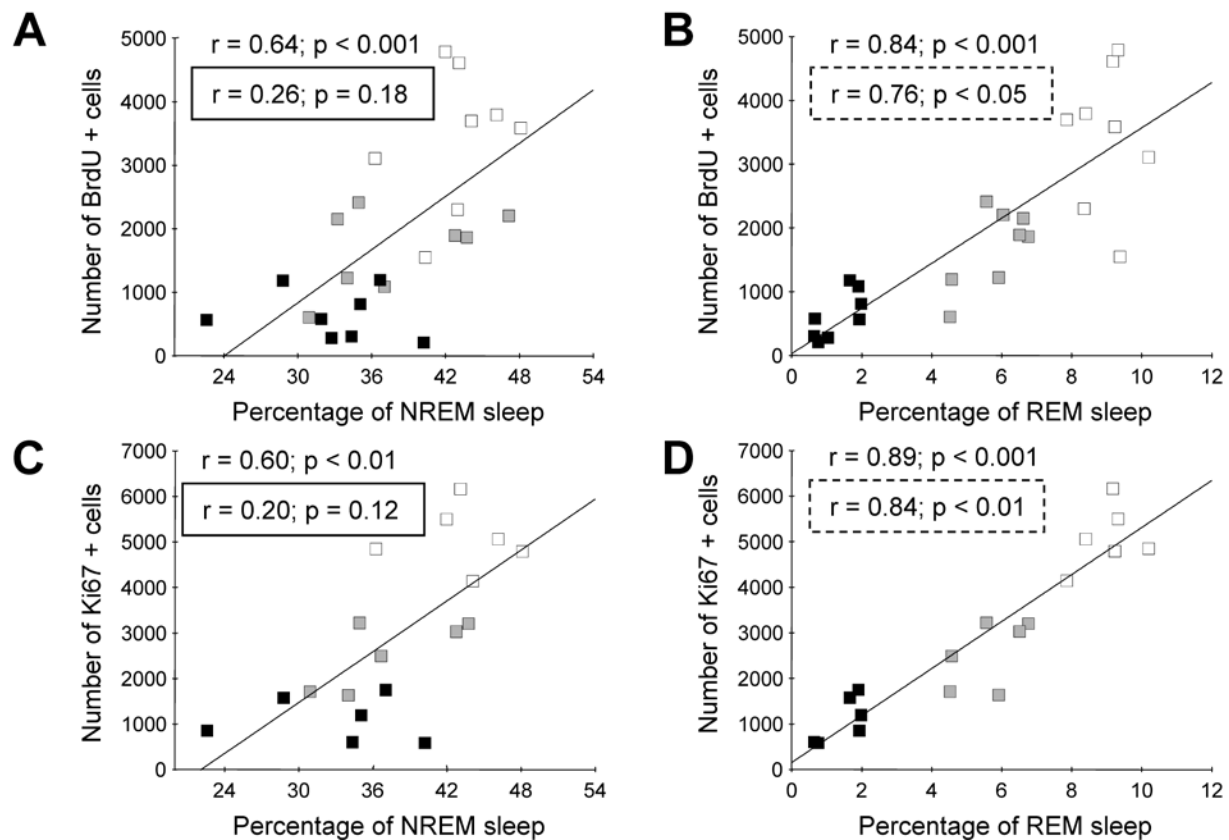 A
r = 0.64; p < 0.001
r = 0.26; p = 0.18
Number of BrdU + cells
5000
4000
3000
2000
1000
0
24 30 36 42 48 54
Percentage of NREM sleep
B
r = 0.84; p < 0.001
r = 0.76; p < 0.05
Number of BrdU + cells
5000
4000
3000
2000
1000
0
0 2 4 6 8 10 12
Percentage of REM sleep
C
r = 0.60; p < 0.01
r = 0.20; p = 0.12
Number of Ki67 + cells
7000
6000
5000
4000
3000
2000
1000
0
24 30 36 42 48 54
Percentage of NREM sleep
D
r = 0.89; p < 0.001
r = 0.84; p < 0.01
Number of Ki67 + cells
7000
6000
5000
4000
3000
2000
1000
0
0 2 4 6 8 10 12
Percentage of REM sleep